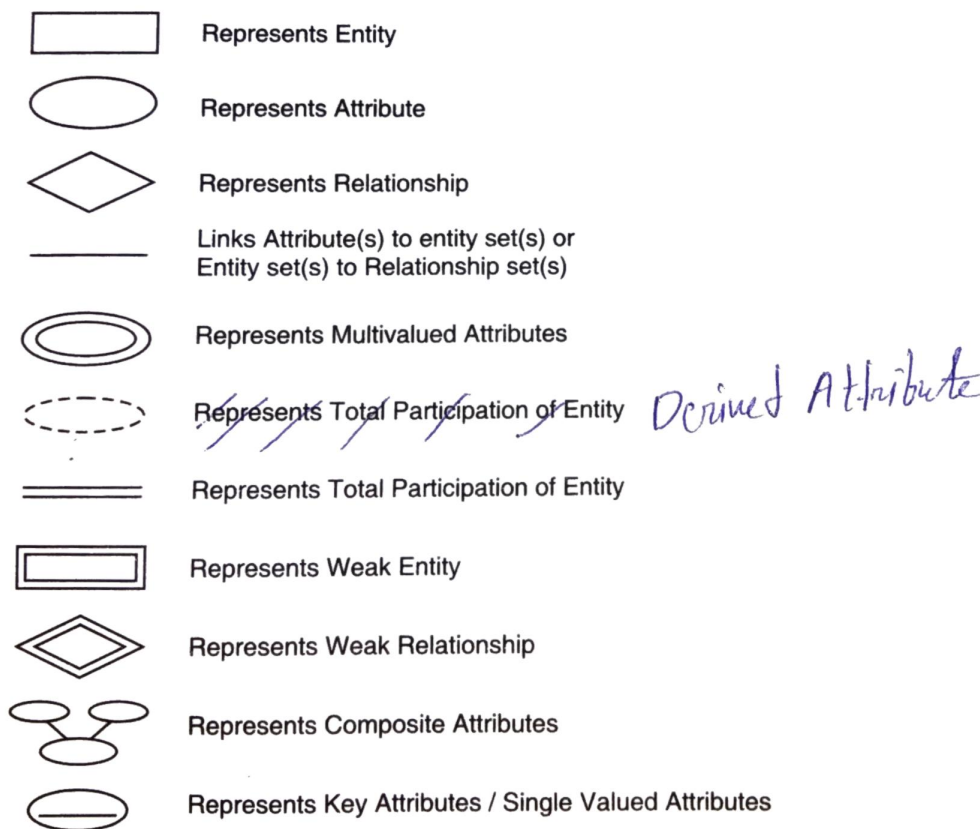 Represents Entity
Represents Attribute
Represents Relationship
Links Attribute(s) to entity set(s) or
Entity set(s) to Relationship set(s)
Represents Multivalued Attributes
Represents Total Participation of Entity Derived Attribute
Represents Total Participation of Entity
Represents Weak Entity
Represents Weak Relationship
Represents Composite Attributes
Represents Key Attributes / Single Valued Attributes